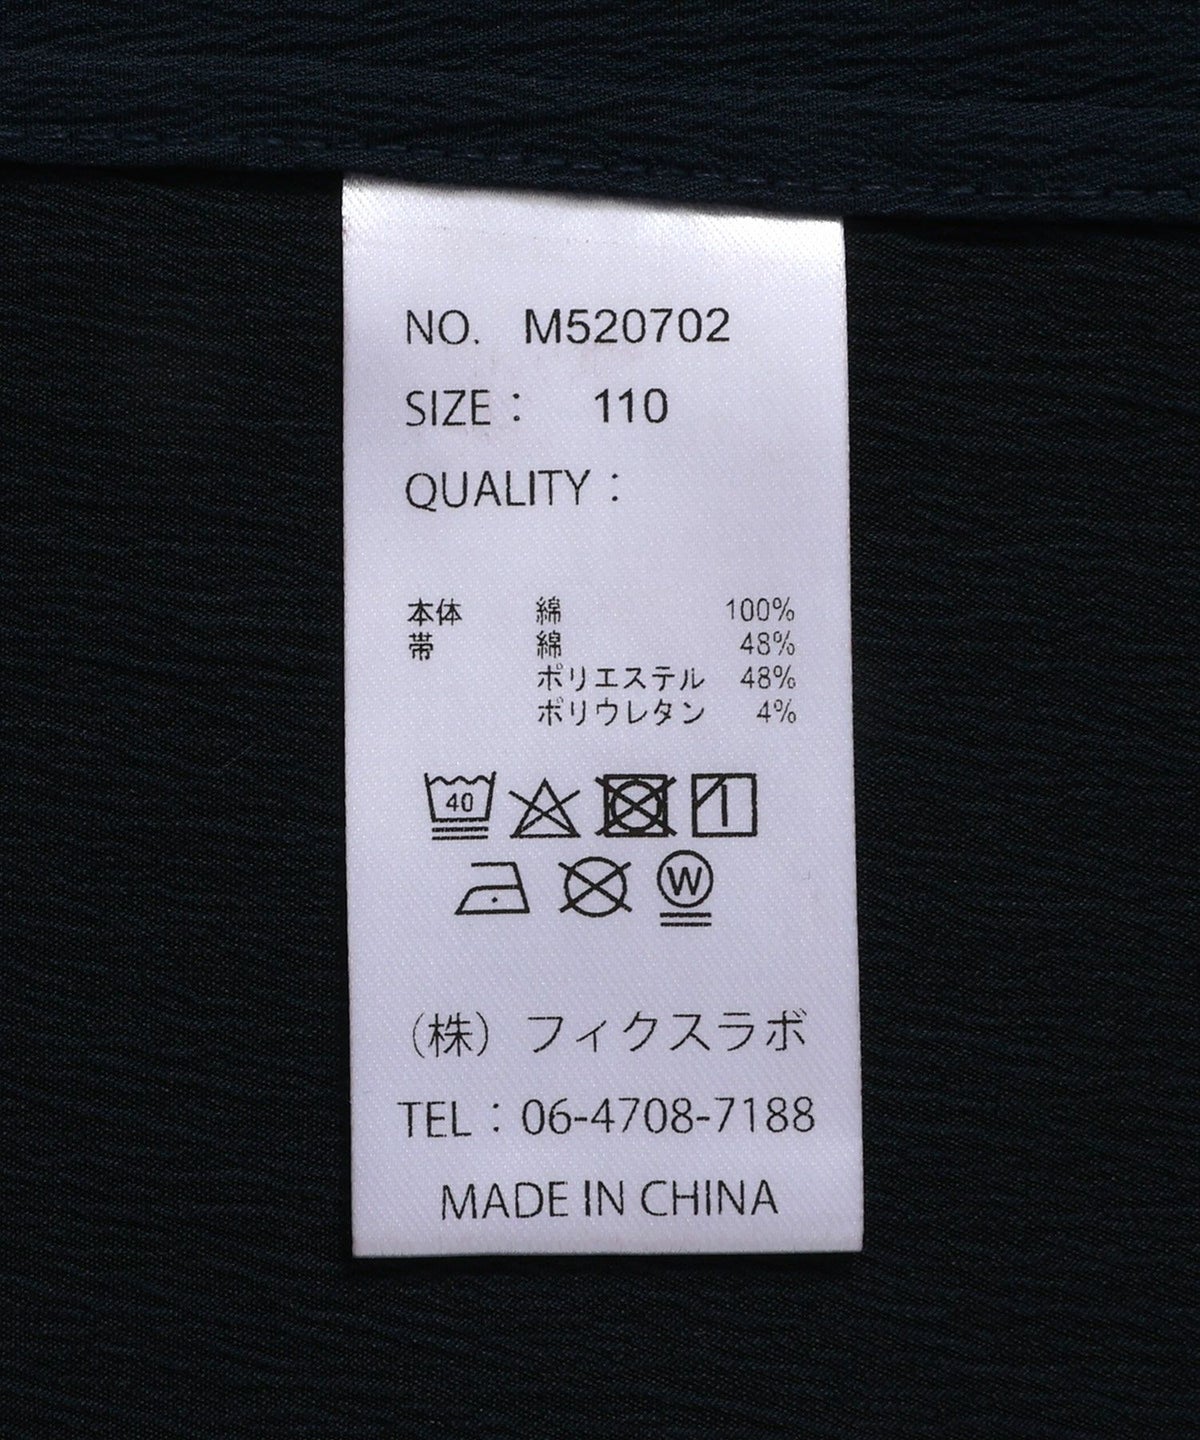 NO. M520702
SIZE： 110
QUALITY：
本体 綿 100%
帯 綿 48%
ポリエステル 48%
ポリウレタン 4%
40
W
（株）フィクスラボ
TEL：06-4708-7188
MADE IN CHINA